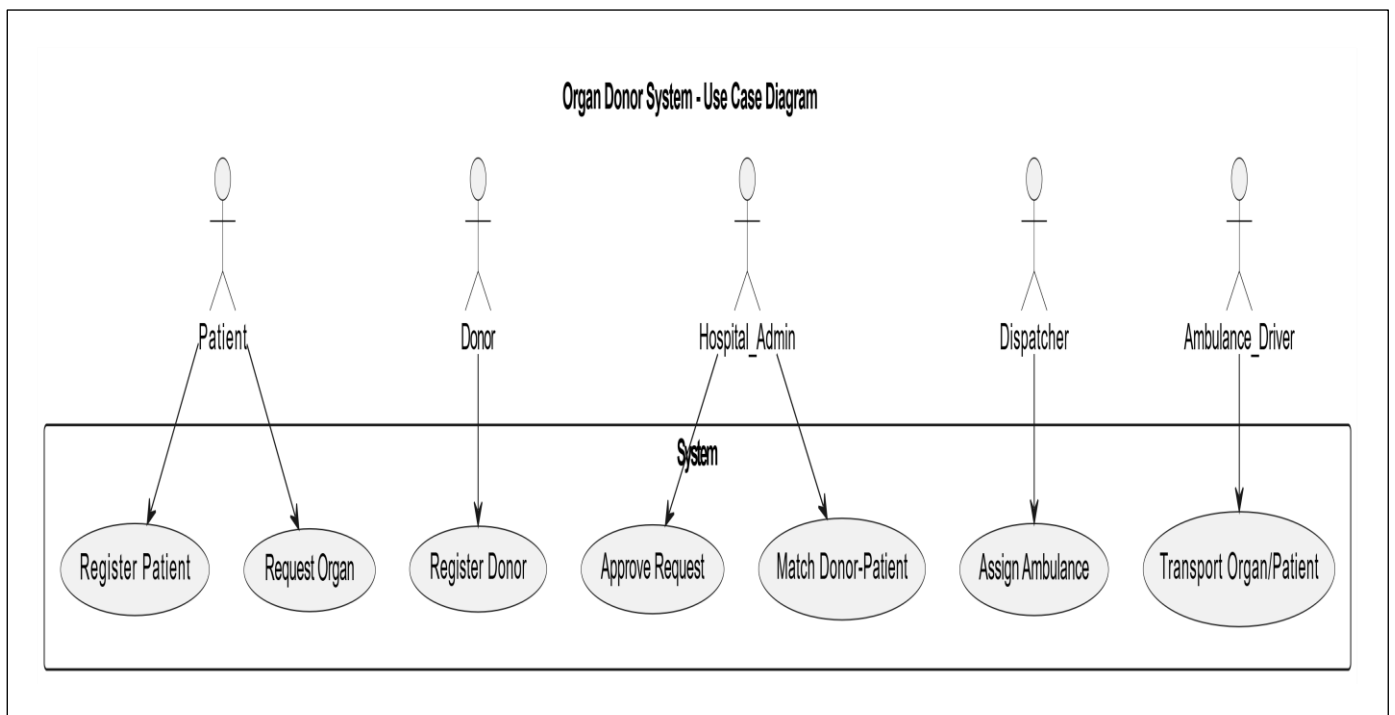 Organ Donor System - Use Case Diagram
Patient
Donor
Hospital_Admin
Dispatcher
Ambulance_Driver
System
Register Patient
Request Organ
Register Donor
Approve Request
Match Donor-Patient
Assign Ambulance
Transport Organ/Patient